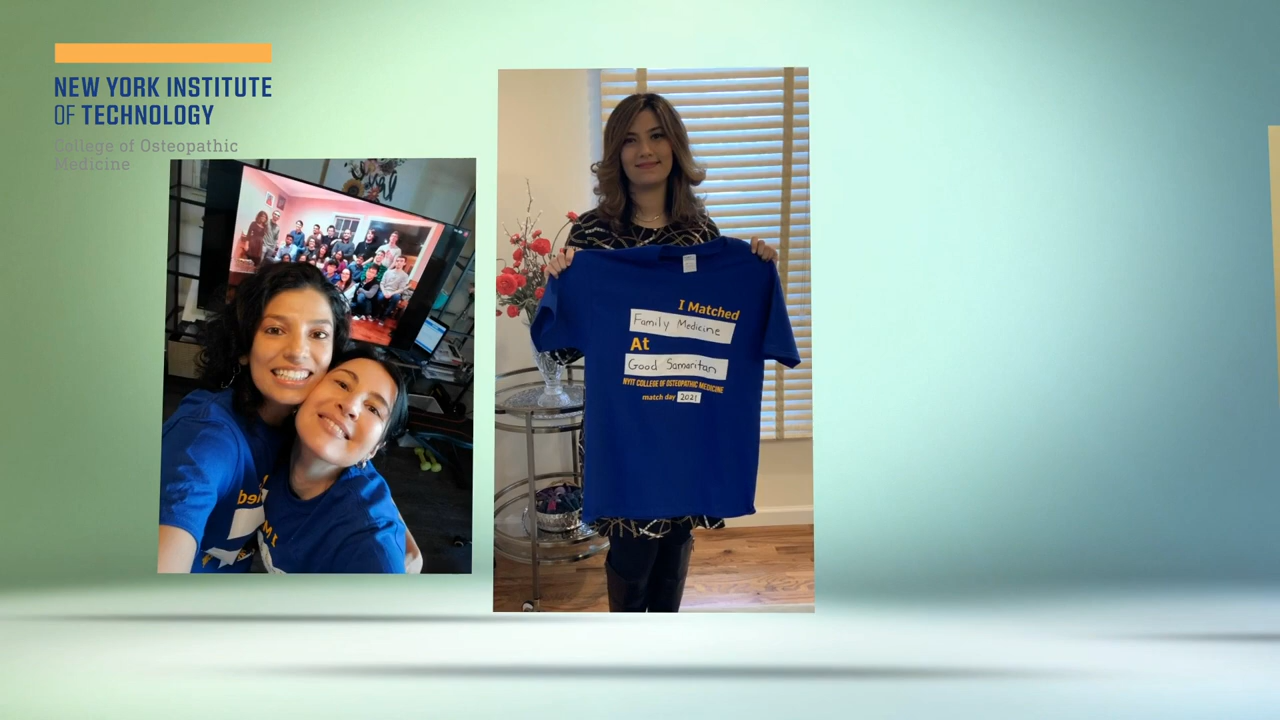 NEW YORK INSTITUTE
OF TECHNOLOGY
College of Osteopathic
Medicine
I Matched
Family Medicine
At
Good Samaritan
NYIT COLLEGE OF OSTEOPATHIC MEDICINE
match day 2021